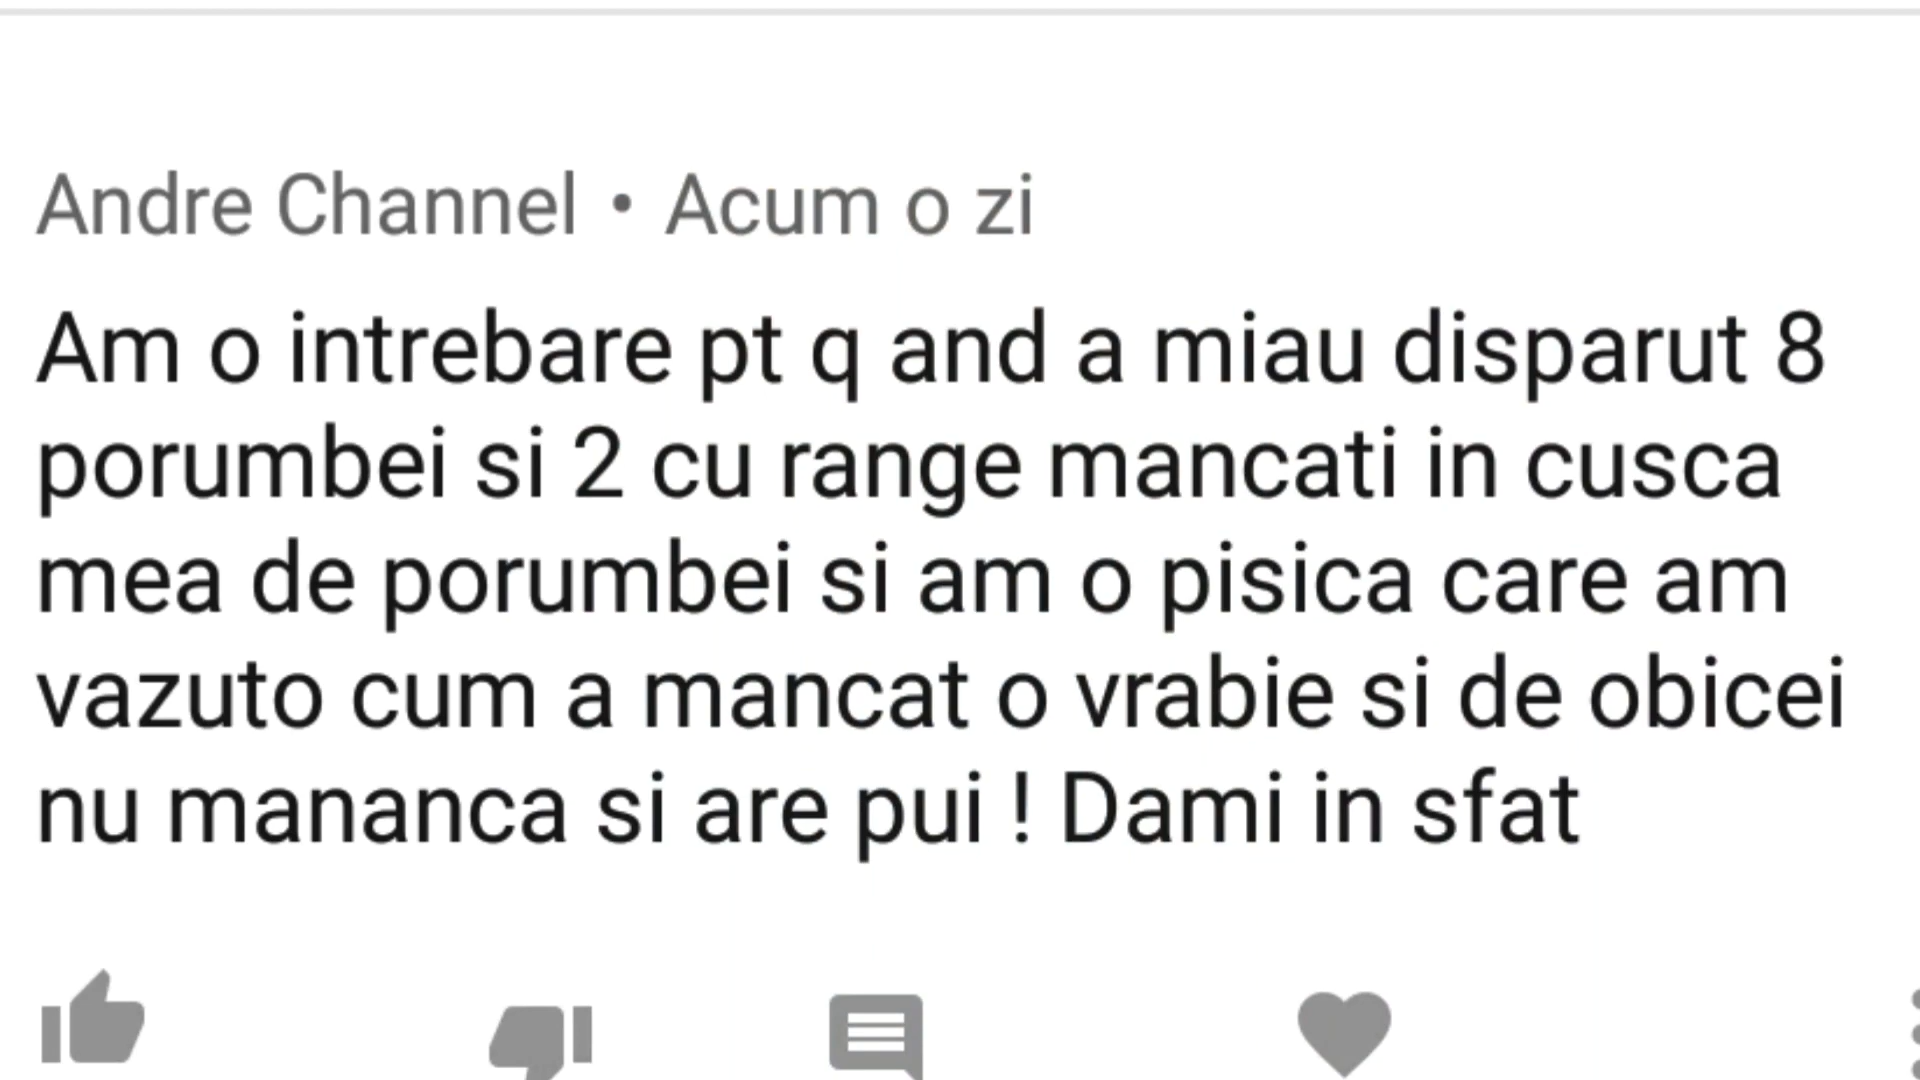 Andre Channel • Acum o zi
Am o intrebare pt q and a miau disparut 8
porumbei si 2 cu range mancati in cusca
mea de porumbei si am o pisica care am
vazuto cum a mancat o vrabie si de obicei
nu mananca si are pui ! Dami in sfat